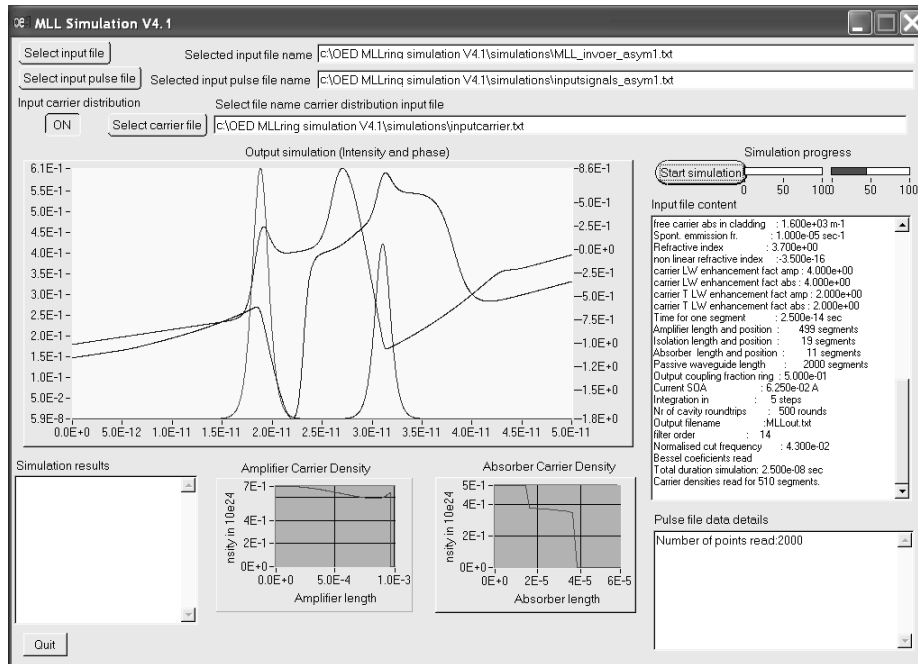 MLL Simulation V4.1
Select input file
Selected input file name c:\OED MLLring simulation V4.1\simulations\MLL_invoer_asym1.txt
Select input pulse file
Selected input pulse file name c:\OED MLLring simulation V4.1\simulations\inputsignals_asym1.txt
Input carrier distribution
Select file name carrier distribution input file
ON
Select carrier file
c:\OED MLLring simulation V4.1\simulations\inputcarrier.txt
Output simulation (Intensity and phase)
6.1E-1
5.5E-1
5.0E-1
4.5E-1
4.0E-1
3.5E-1
3.0E-1
2.5E-1
2.0E-1
1.5E-1
1.0E-1
5.0E-2
5.9E-8
8.6E-1
5.0E-1
2.5E-1
0.0E+0
-2.5E-1
-5.0E-1
-7.5E-1
-1.0E+0
-1.3E+0
-1.5E+0
-1.8E+0
0.0E+0 5.0E-12 1.0E-11 1.5E-11 2.0E-11 2.5E-11 3.0E-11 3.5E-11 4.0E-11 4.5E-11 5.0E-11
Simulation progress
Start simulation
0 50 100 0 50 100
Input file content
free carrier abs in cladding : 1.600e+03 m-1
Spont. emmission fr. : 1.000e-05 sec-1
Refractive index : 3.700e+00
non linear refractive index :-3.500e-16
carrier LW enhancement fact amp : 4.000e+00
carrier LW enhancement fact abs : 4.000e+00
carrier T LW enhancement fact amp : 2.000e+00
carrier T LW enhancement fact abs : 2.000e+00
Time for one segment : 2.500e-14 sec
Amplifier length and position : 499 segments
Isolation length and position : 19 segments
Absorber length and position : 11 segments
Passive waveguide length : 2000 segments
Output coupling fraction ring : 5.000e-01
Current SOA : 6.250e-02 A
Integration in : 5 steps
Nr of cavity roundtrips : 500 rounds
Output filename :MLLout.txt
filter order : 14
Normalised cut frequency : 4.300e-02
Bessel coeficients read
Total duration simulation: 2.500e-08 sec
Carrier densities read for 510 segments.
Simulation results
Amplifier Carrier Density
nsity in 10e24
7E-1
4E-1
2E-1
0E+0
0.0E+0 5.0E-4 1.0E-3
Amplifier length
Absorber Carrier Density
nsity in 10e24
5E-1
4E-1
2E-1
0E+0
0E+0 2E-5 4E-5 6E-5
Absorber length
Pulse file data details
Number of points read:2000
Quit